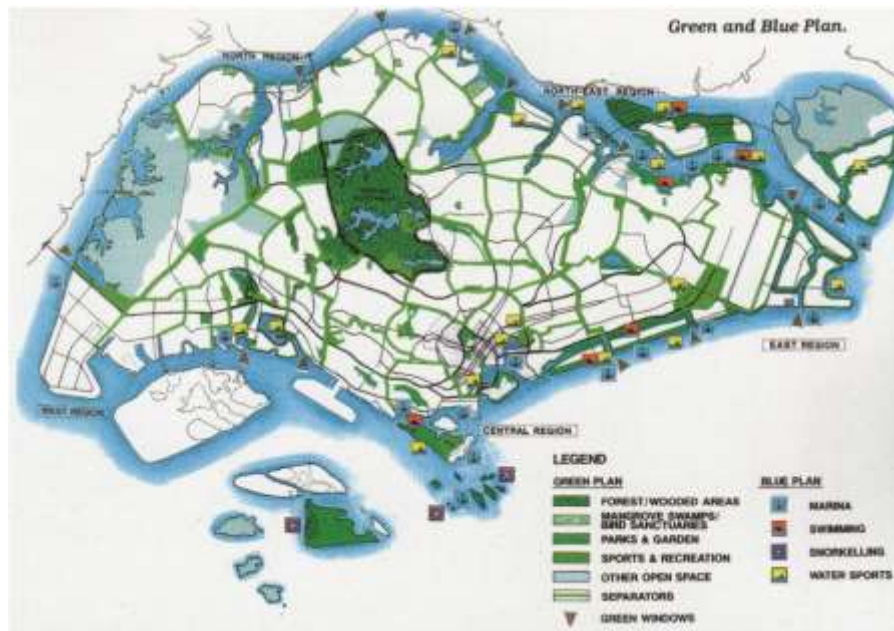 Green and Blue Plan.
NORTH REGION
NORTH-EAST REGION
EAST REGION
WEST REGION
CENTRAL REGION
LEGEND
GREEN PLAN
FOREST/WOODED AREAS
MANGROVE SWAMPS/
BIRD SANCTUARIES
PARKS & GARDEN
SPORTS & RECREATION
OTHER OPEN SPACE
SEPARATORS
GREEN WINDOWS
BLUE PLAN
MARINA
SWIMMING
SNORKELLING
WATER SPORTS